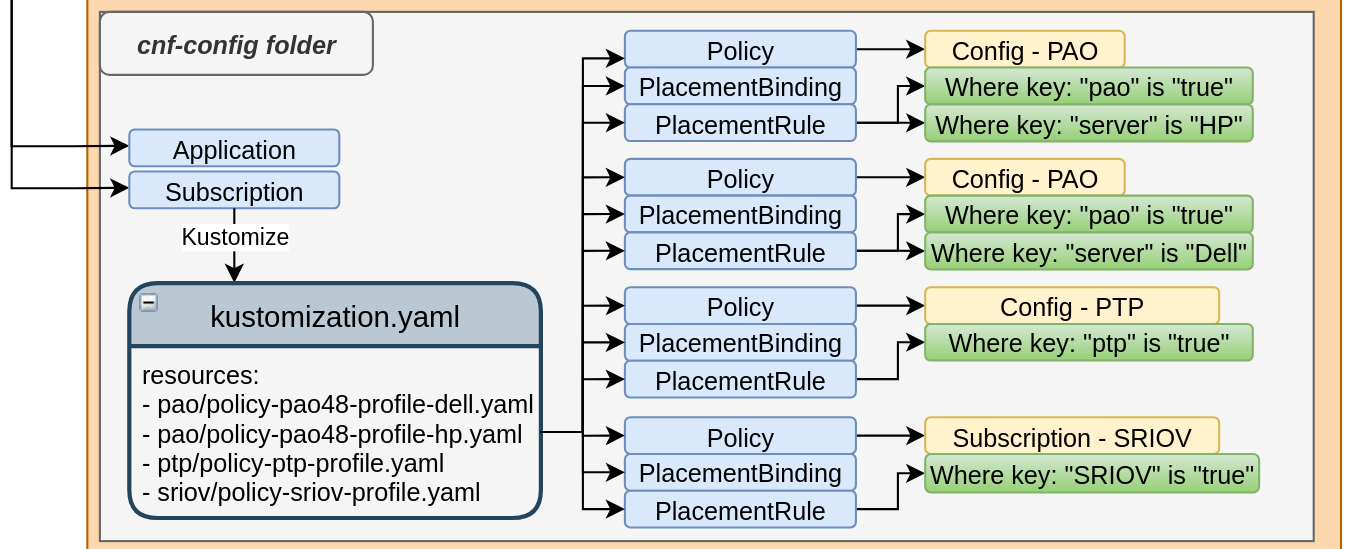 cnf-config folder
Application
Subscription
Kustomize
kustomization.yaml
resources:
- pao/policy-pao48-profile-dell.yaml
- pao/policy-pao48-profile-hp.yaml
- ptp/policy-ptp-profile.yaml
- sriov/policy-sriov-profile.yaml
Policy
PlacementBinding
PlacementRule
Config - PAO
Where key: "pao" is "true"
Where key: "server" is "HP"
Policy
PlacementBinding
PlacementRule
Config - PAO
Where key: "pao" is "true"
Where key: "server" is "Dell"
Policy
PlacementBinding
PlacementRule
Config - PTP
Where key: "ptp" is "true"
Policy
PlacementBinding
PlacementRule
Subscription - SRIOV
Where key: "SRIOV" is "true"